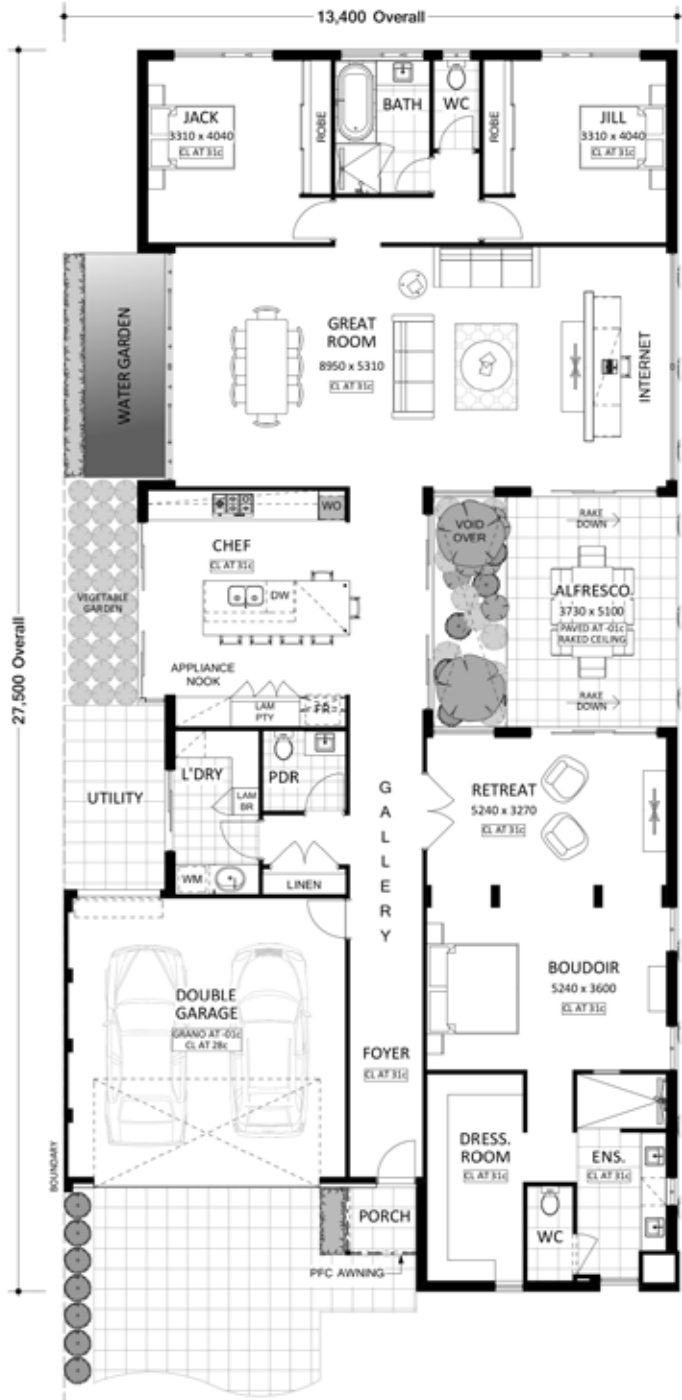 13,400 Overall
27,500 Overall
JACK
3310 x 4040
CL AT 31c
ROBE
BATH
WC
ROBE
JILL
3310 x 4040
CL AT 31c
WATER GARDEN
GREAT
ROOM
8950 x 5310
CL AT 31c
INTERNET
WO
CHEF
CL AT 31c
DW
VEGETABLE
GARDEN
APPLIANCE
NOOK
LAM
PTY
VOID
OVER
RAKE
DOWN
ALFRESCO
3730 x 5100
PAVED AT -01c
RAKED CEILING
RAKE
DOWN
UTILITY
L'DRY
LAM
BR
PDR
WM
LINEN
GALLERY
RETREAT
5240 x 3270
CL AT 31c
DOUBLE
GARAGE
GRANO AT -01c
CL AT 28c
BOUDOIR
5240 x 3600
CL AT 31c
FOYER
CL AT 31c
DRESS.
ROOM
CL AT 31c
ENS.
CL AT 31c
WC
BOUNDARY
PORCH
PFC AWNING